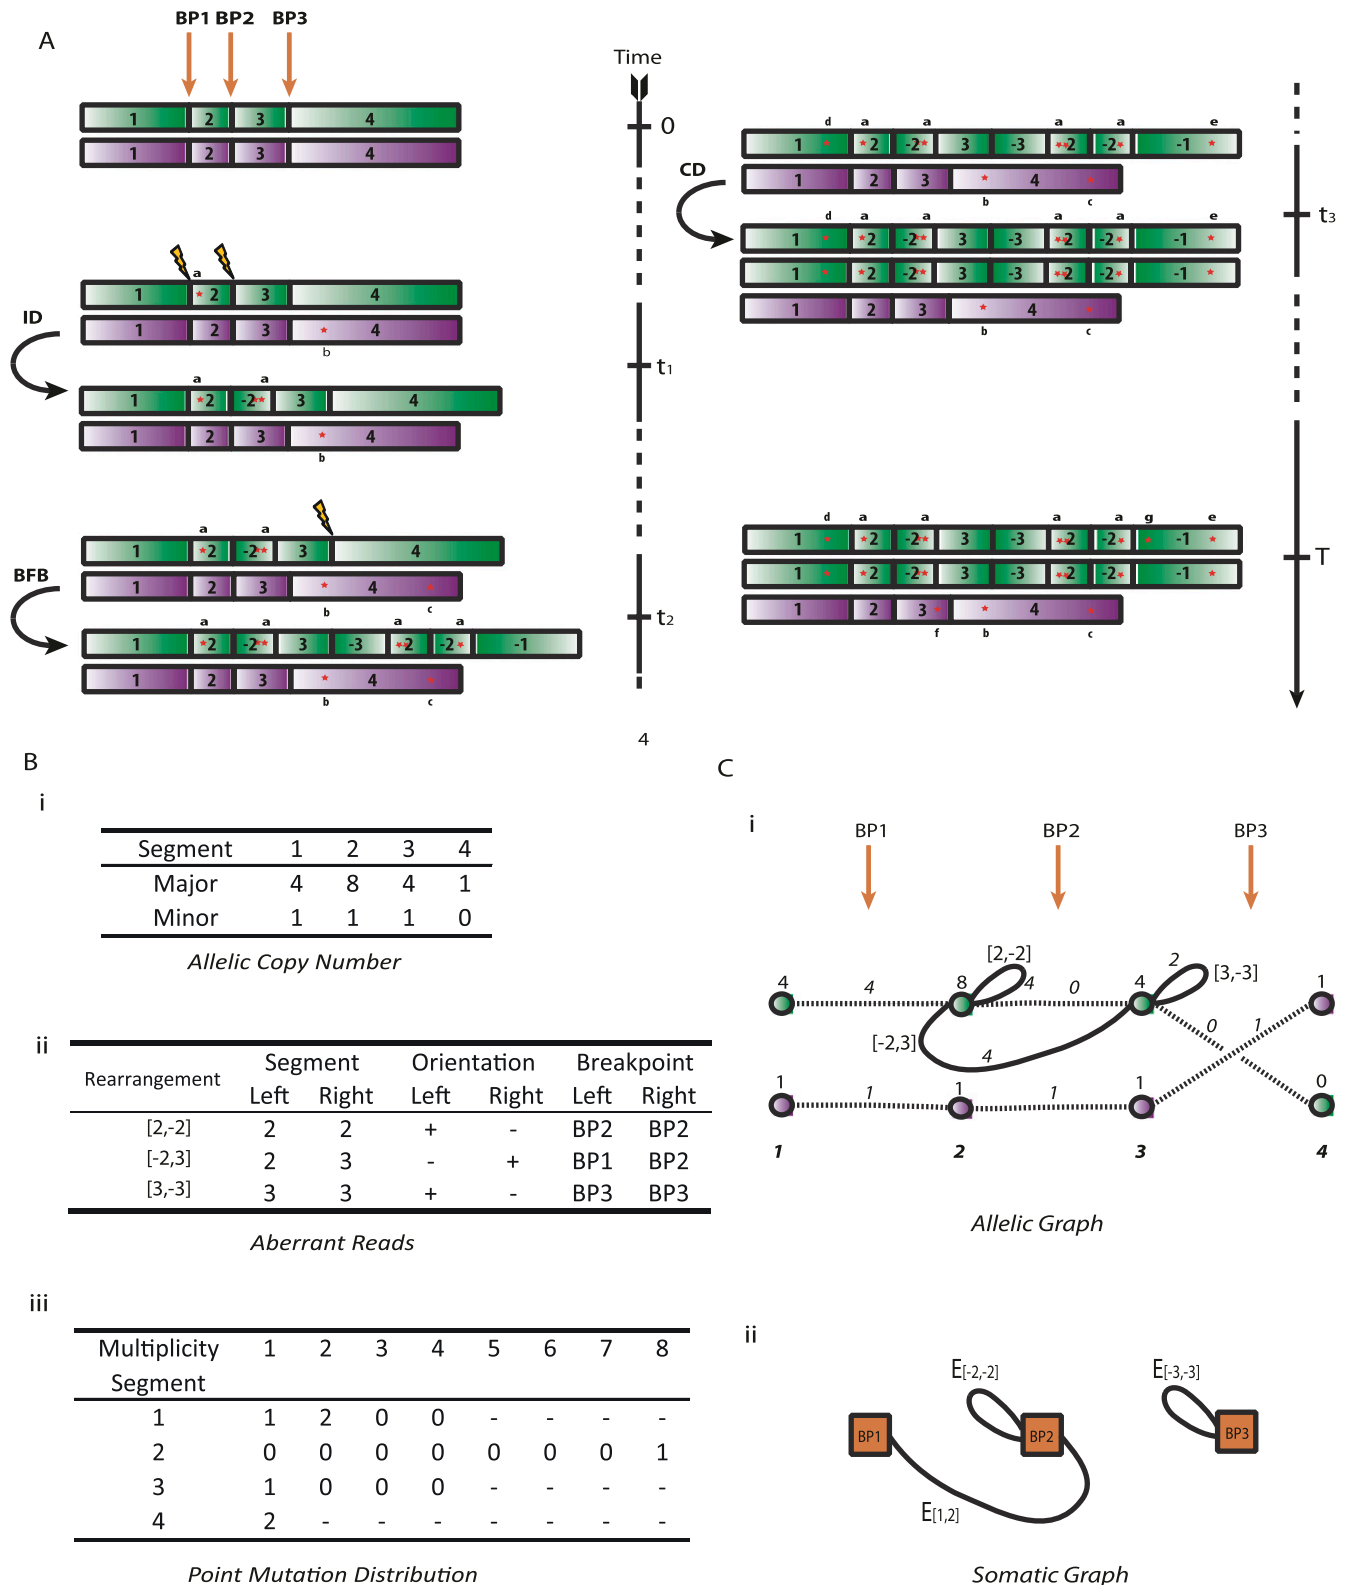 A
BP1 BP2 BP3
1 2 3 4
1 2 3 4
a
1 2 3 4
ID
1 2 3 4
b
a a
1 2 -2 3 4
1 2 3 4
b
a a
1 2 -2 3 4
BFB
1 2 3 4
b c
a a a a
1 2 -2 3 -3 2 -2 -1
1 2 3 4
b c
Time
0
t1
t2
4
d a a a a e
1 2 -2 3 -3 2 -2 -1
CD
1 2 3 4
b c
d a a a a e
1 2 -2 3 -3 2 -2 -1
1 2 -2 3 -3 2 -2 -1
1 2 3 4
b c
t3
d a a a a g e
1 2 -2 3 -3 2 -2 -1
1 2 -2 3 -3 2 -2 -1
1 2 3 4
f b c
T
B
i
Segment 1 2 3 4
Major 4 8 4 1
Minor 1 1 1 0
Allelic Copy Number
ii
Rearrangement Segment Orientation Breakpoint
Left Right Left Right Left Right
[2,-2] 2 2 + - BP2 BP2
[-2,3] 2 3 - + BP1 BP2
[3,-3] 3 3 + - BP3 BP3
Aberrant Reads
iii
Multiplicity 1 2 3 4 5 6 7 8
Segment
1 1 2 0 0 - - - -
2 0 0 0 0 0 0 0 1
3 1 0 0 0 - - - -
4 2 - - - - - - -
Point Mutation Distribution
C
i
BP1 BP2 BP3
[2,-2] 2 [3,-3]
4 4 8 4 0 4 1
[-2,3] 4 0 1
1 1 1 1 1 0
1 2 3 4
Allelic Graph
ii
E[-2,-2] E[-3,-3]
BP1 BP2 BP3
E[1,2]
Somatic Graph